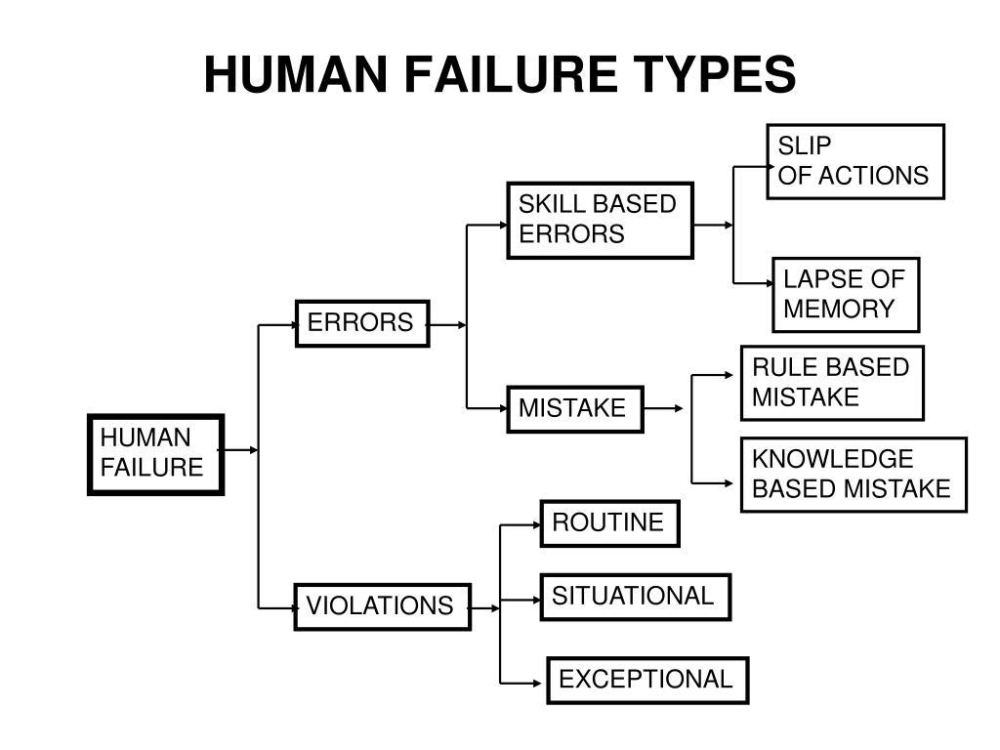 HUMAN FAILURE TYPES
SLIP
OF ACTIONS
SKILL BASED
ERRORS
LAPSE OF
MEMORY
ERRORS
RULE BASED
MISTAKE
MISTAKE
HUMAN
FAILURE
KNOWLEDGE
BASED MISTAKE
ROUTINE
SITUATIONAL
VIOLATIONS
EXCEPTIONAL